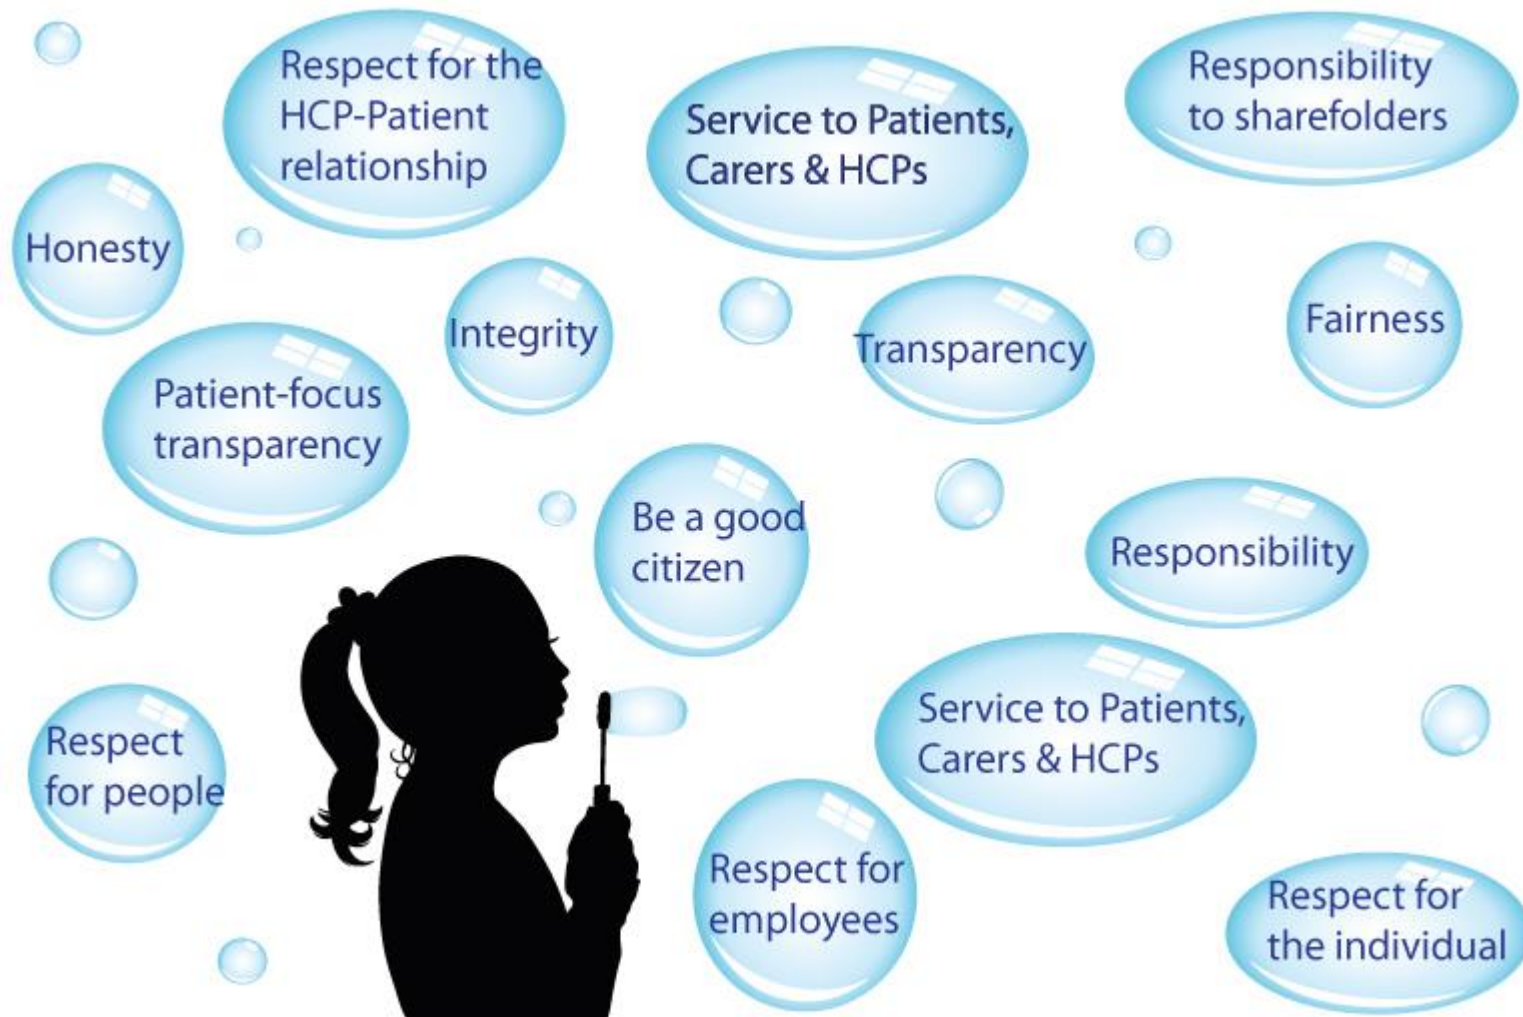 Respect for the
HCP-Patient
relationship
Service to Patients,
Carers & HCPs
Responsibility
to sharefolders
Honesty
Integrity
Transparency
Fairness
Patient-focus
transparency
Be a good
citizen
Responsibility
Respect
for people
Service to Patients,
Carers & HCPs
Respect for
employees
Respect for
the individual